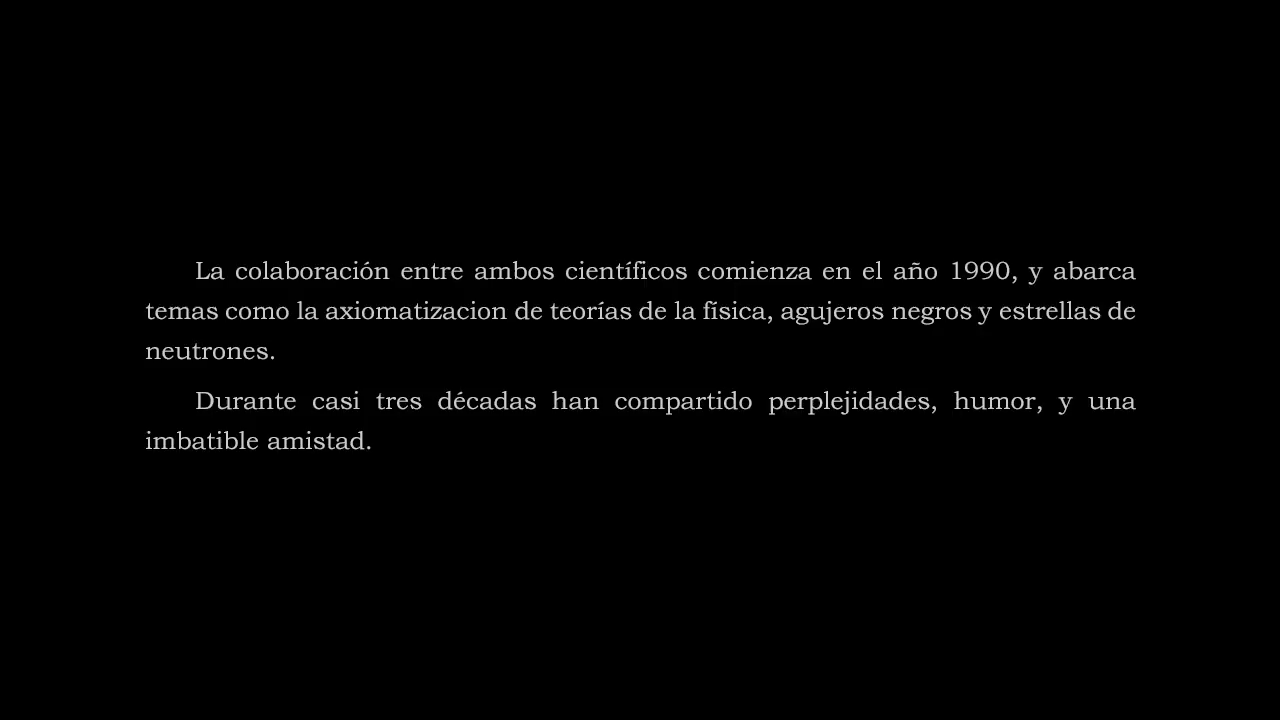 La colaboración entre ambos científicos comienza en el año 1990, y abarca
temas como la axiomatizacion de teorías de la física, agujeros negros y estrellas de
neutrones.
Durante casi tres décadas han compartido perplejidades, humor, y una
imbatible amistad.